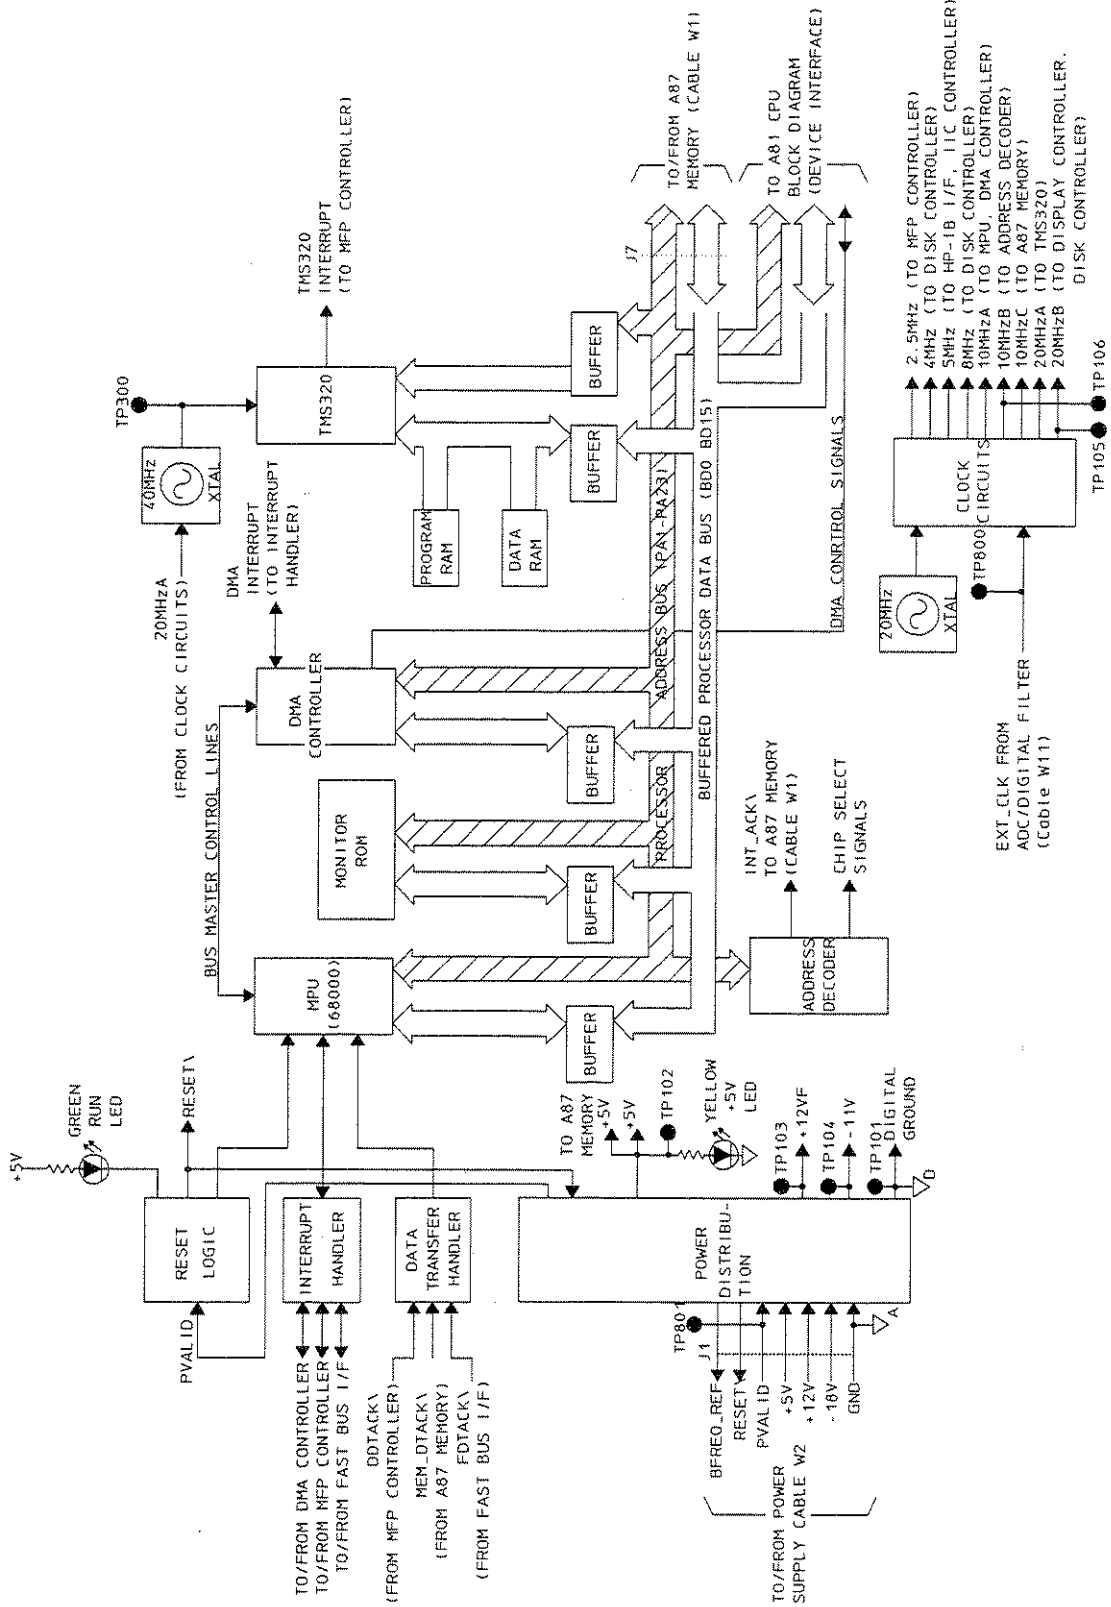 +5V
GREEN
RUN
LED
RESET\
BUS MASTER CONTROL LINES
20MHzA
(FROM CLOCK CIRCUITS)
DMA
INTERRUPT
(TO INTERRUPT
HANDLER)
40MHz
XTAL
TP300
TMS320
INTERRUPT
(TO MFP CONTROLLER)
PVALID
RESET
LOGIC
INTERRUPT
HANDLER
DATA
TRANSFER
HANDLER
TO/FROM DMA CONTROLLER
TO/FROM MFP CONTROLLER
TO/FROM FAST BUS I/F
DDTACK\
(FROM MFP CONTROLLER)
MEM_DTACK\
(FROM A87 MEMORY)
FDTACK\
(FROM FAST BUS I/F)
MPU
(68000)
MONITOR
ROM
DMA
CONTROLLER
TMS320
PROGRAM
RAM
DATA
RAM
BUFFER
BUFFER
BUFFER
BUFFER
BUFFER
PROCESSOR ADDRESS BUS (PA1-PA23)
BUFFERED PROCESSOR DATA BUS (BD0 BD15)
DMA CONRTROL SIGNALS
J7
TO/FROM A87
MEMORY (CABLE W1)
TO A81 CPU
BLOCK DIAGRAM
(DEVICE INTERFACE)
TO A87
MEMORY
+5V
+5V
TP102
YELLOW
+5V
LED
TP103
+12VF
TP104
-11V
TP101
DIGITAL
GROUND
D
POWER
DISTRIBU-
TION
TP801
J1
BFREQ_REF
RESET\
PVALID
+5V
+12V
-18V
GND
A
TO/FROM POWER
SUPPLY CABLE W2
ADDRESS
DECODER
INT_ACK\
TO A87 MEMORY
(CABLE W1)
CHIP SELECT
SIGNALS
20MHz
XTAL
TP800
EXT_CLK FROM
ADC/DIGITAL FILTER
(Cable W11)
CLOCK
CIRCUITS
2.5MHz (TO MFP CONTROLLER)
4MHz (TO DISK CONTROLLER)
5MHz (TO HP-IB I/F, IIC CONTROLLER)
8MHz (TO DISK CONTROLLER)
10MHzA (TO MPU, DMA CONTROLLER)
10MHzB (TO ADDRESS DECODER)
10MHzC (TO A87 MEMORY)
20MHzA (TO TMS320)
20MHzB (TO DISPLAY CONTROLLER.
DISK CONTROLLER)
TP105
TP106